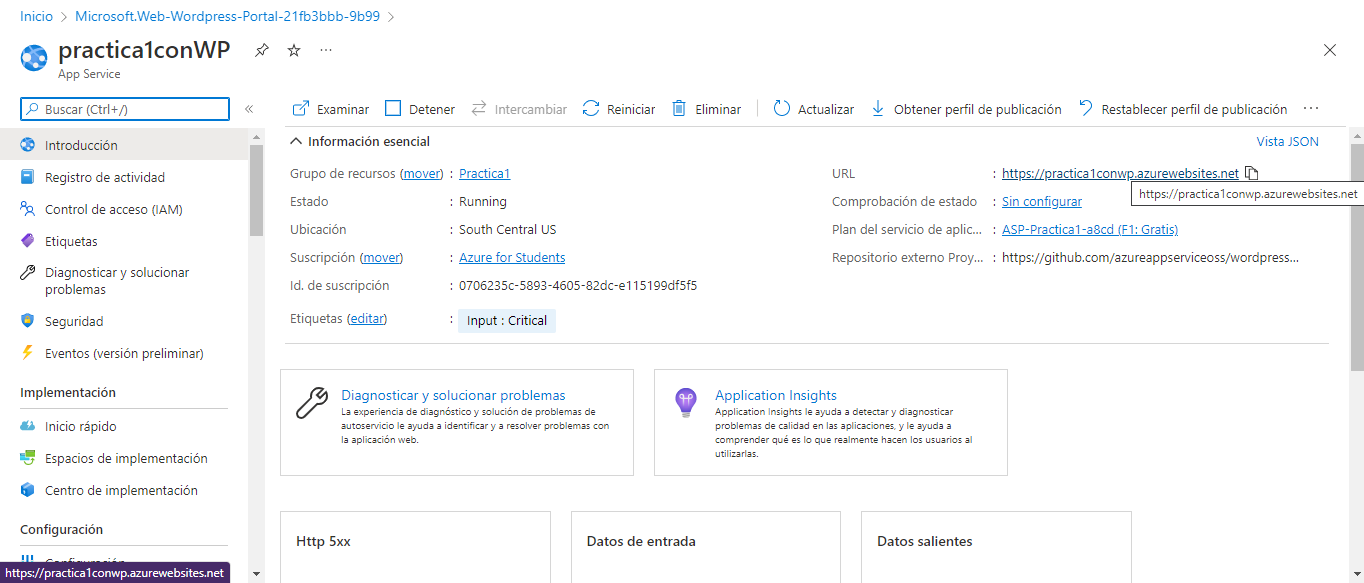 Inicio > Microsoft.Web-Wordpress-Portal-21fb3bbb-9b99 >
practica1conWP
App Service
Buscar (Ctrl+/)
«
Introducción
Registro de actividad
Control de acceso (IAM)
Etiquetas
Diagnosticar y solucionar
problemas
Seguridad
Eventos (versión preliminar)
Implementación
Inicio rápido
Espacios de implementación
Centro de implementación
Configuración
Configuración
https://practica1conwp.azurewebsites.net
Examinar Detener Intercambiar Reiniciar Eliminar Actualizar Obtener perfil de publicación Restablecer perfil de publicación ...
Información esencial Vista JSON
Grupo de recursos (mover) : Practica1
Estado : Running
Ubicación : South Central US
Suscripción (mover) : Azure for Students
Id. de suscripción : 0706235c-5893-4605-82dc-e115199df5f5
Etiquetas (editar) : Input : Critical
URL : https://practica1conwp.azurewebsites.net
https://practica1conwp.azurewebsites.net
Comprobación de estado : Sin configurar
Plan del servicio de aplic... : ASP-Practica1-a8cd (F1: Gratis)
Repositorio externo Proy... : https://github.com/azureappserviceoss/wordpress...
Diagnosticar y solucionar problemas
La experiencia de diagnóstico y solución de problemas de
autoservicio le ayuda a identificar y a resolver problemas con
la aplicación web.
Application Insights
Application Insights le ayuda a detectar y diagnosticar
problemas de calidad en las aplicaciones, y le ayuda a
comprender qué es lo que realmente hacen los usuarios al
utilizarlas.
Http 5xx
Datos de entrada
Datos salientes